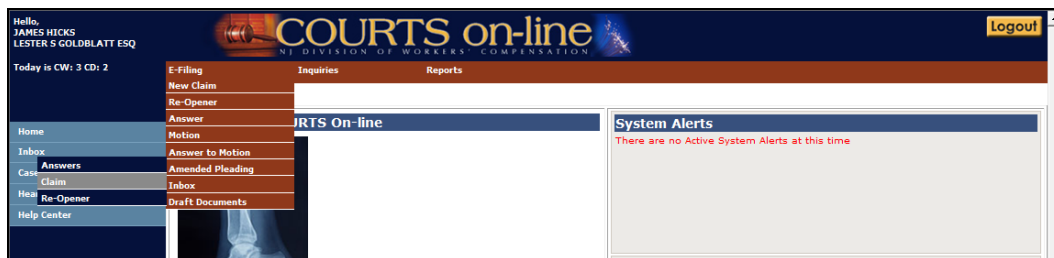 Hello,
JAMES HICKS
LESTER S GOLDBLATT ESQ
COURTS on-line
NJ DIVISION OF WORKERS' COMPENSATION
Logout
Today is CW: 3 CD: 2
E-Filing
Inquiries
Reports
New Claim
Re-Opener
Answer
Motion
Answer to Motion
Amended Pleading
Inbox
Draft Documents
Home
Inbox
Answers
Claim
Re-Opener
Help Center
URTS On-line
System Alerts
There are no Active System Alerts at this time